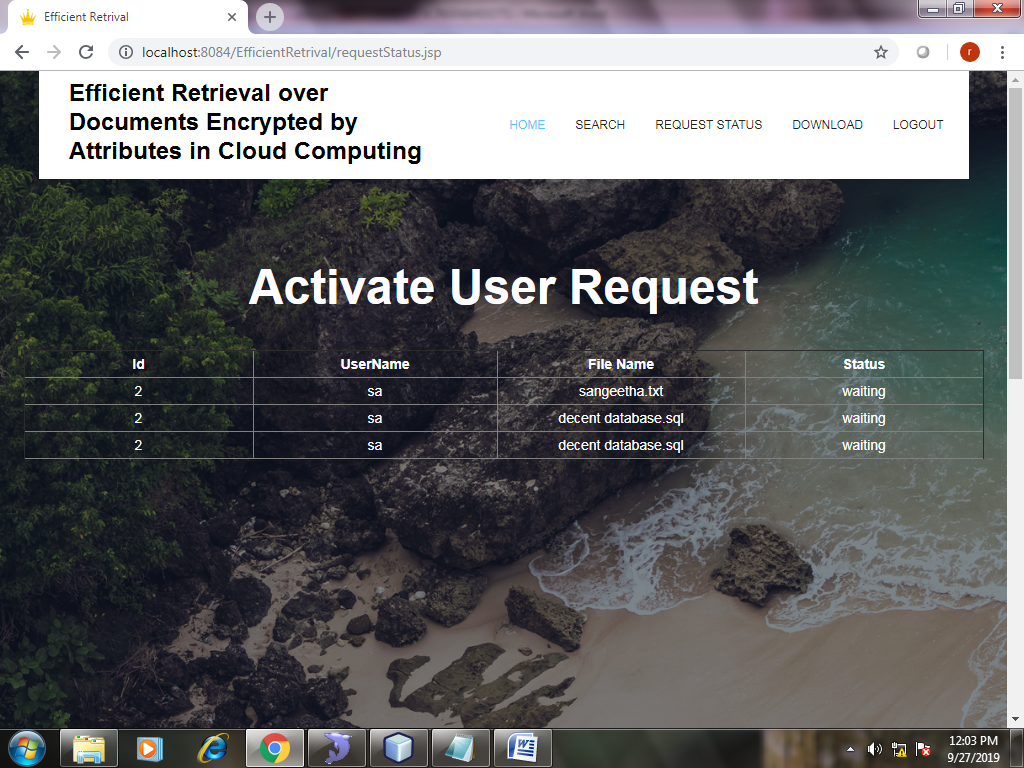 Efficient Retrival
localhost:8084/EfficientRetrival/requestStatus.jsp
r
Efficient Retrieval over
Documents Encrypted by
Attributes in Cloud Computing
HOME SEARCH REQUEST STATUS DOWNLOAD LOGOUT
Activate User Request
Id UserName File Name Status
2 sa sangeetha.txt waiting
2 sa decent database.sql waiting
2 sa decent database.sql waiting
12:03 PM
9/27/2019